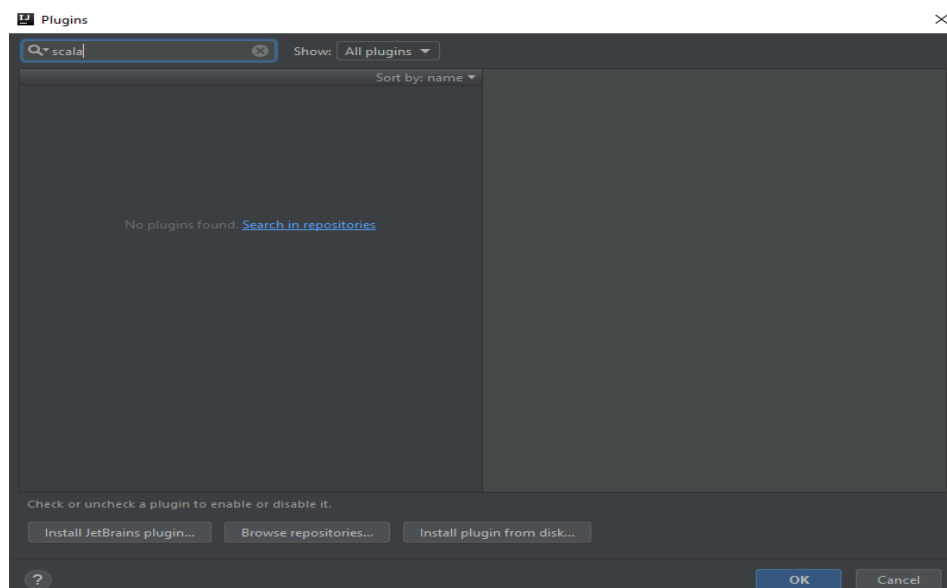 Plugins
scala
Show: All plugins
Sort by: name
No plugins found. Search in repositories
Check or uncheck a plugin to enable or disable it.
Install JetBrains plugin... Browse repositories... Install plugin from disk...
? OK Cancel